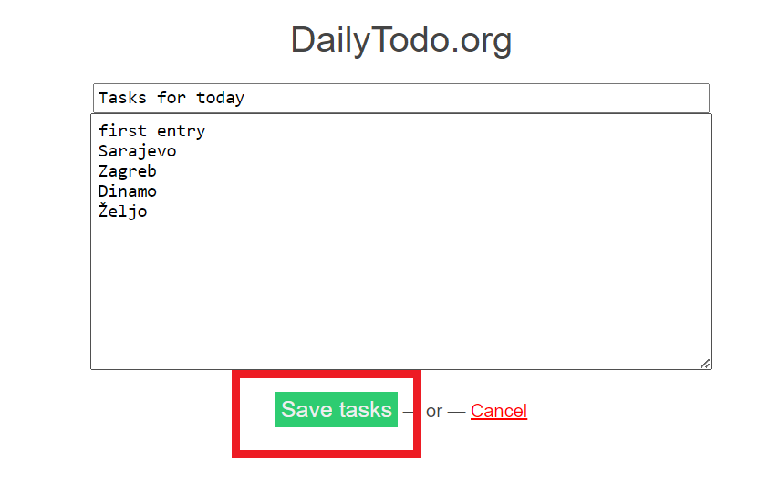 DailyTodo.org
Tasks for today
first entry
Sarajevo
Zagreb
Dinamo
Željo
Save tasks — or — Cancel